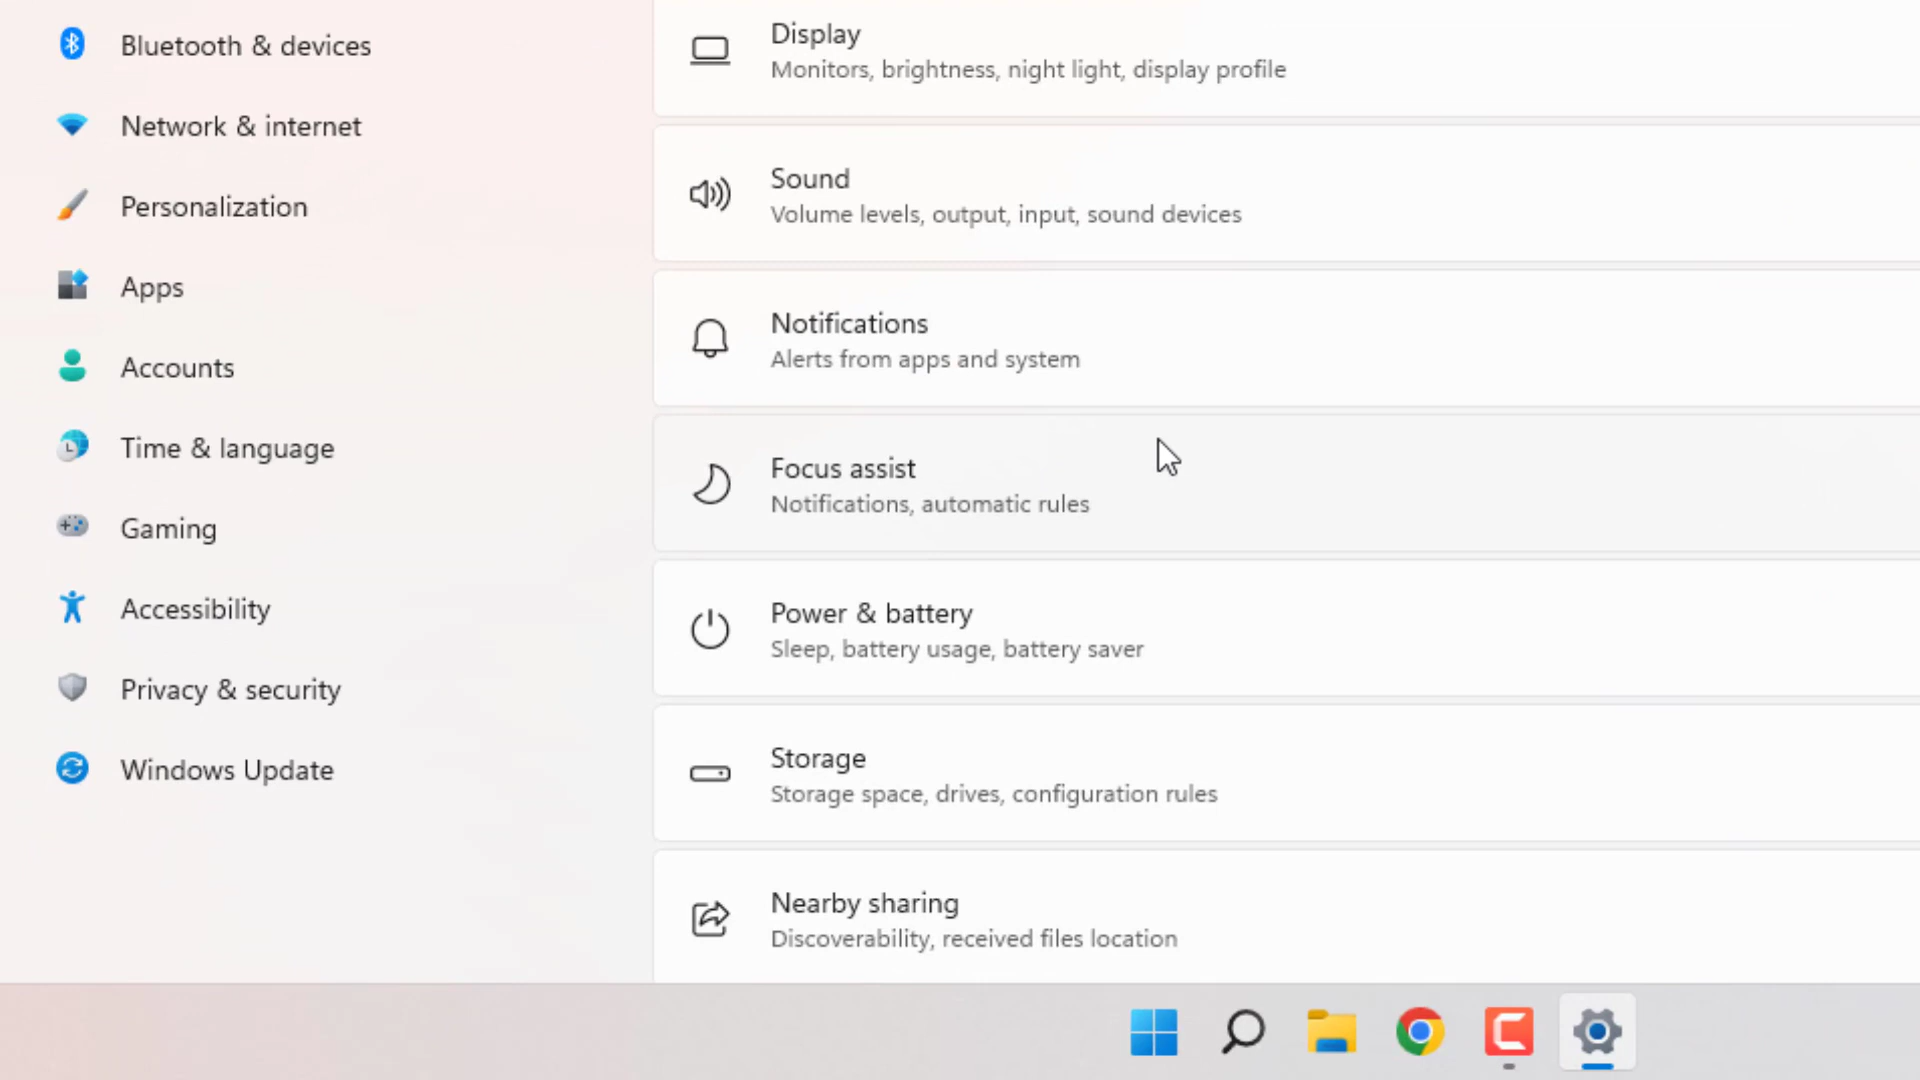 Bluetooth & devices
Network & internet
Personalization
Apps
Accounts
Time & language
Gaming
Accessibility
Privacy & security
Windows Update
Display
Monitors, brightness, night light, display profile
Sound
Volume levels, output, input, sound devices
Notifications
Alerts from apps and system
Focus assist
Notifications, automatic rules
Power & battery
Sleep, battery usage, battery saver
Storage
Storage space, drives, configuration rules
Nearby sharing
Discoverability, received files location